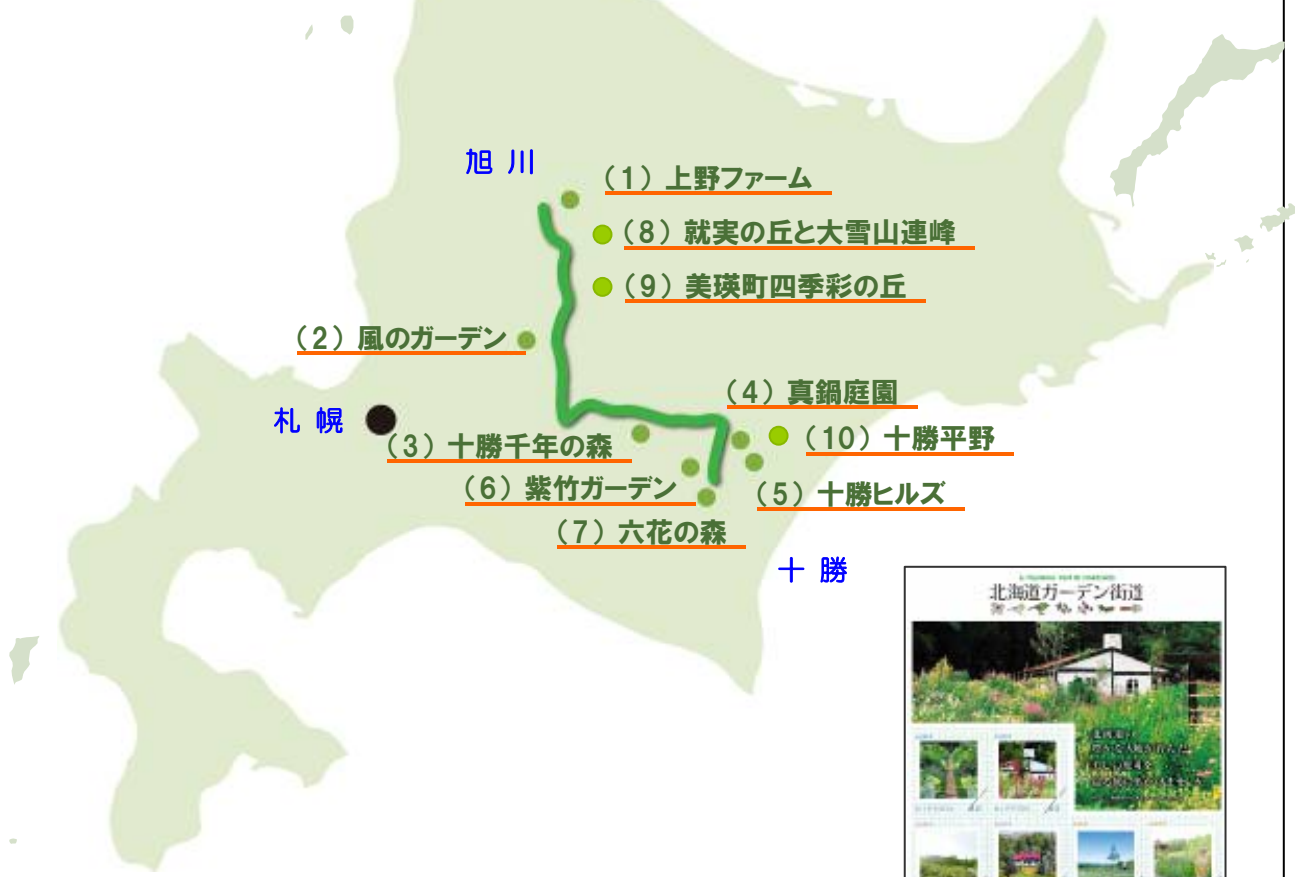 旭川
(1) 上野ファーム
(8) 就実の丘と大雪山連峰
(9) 美瑛町四季彩の丘
(2) 風のガーデン
(4) 真鍋庭園
札幌
(3) 十勝千年の森
(10) 十勝平野
(6) 紫竹ガーデン
(5) 十勝ヒルズ
(7) 六花の森
十勝
北海道ガーデン街道